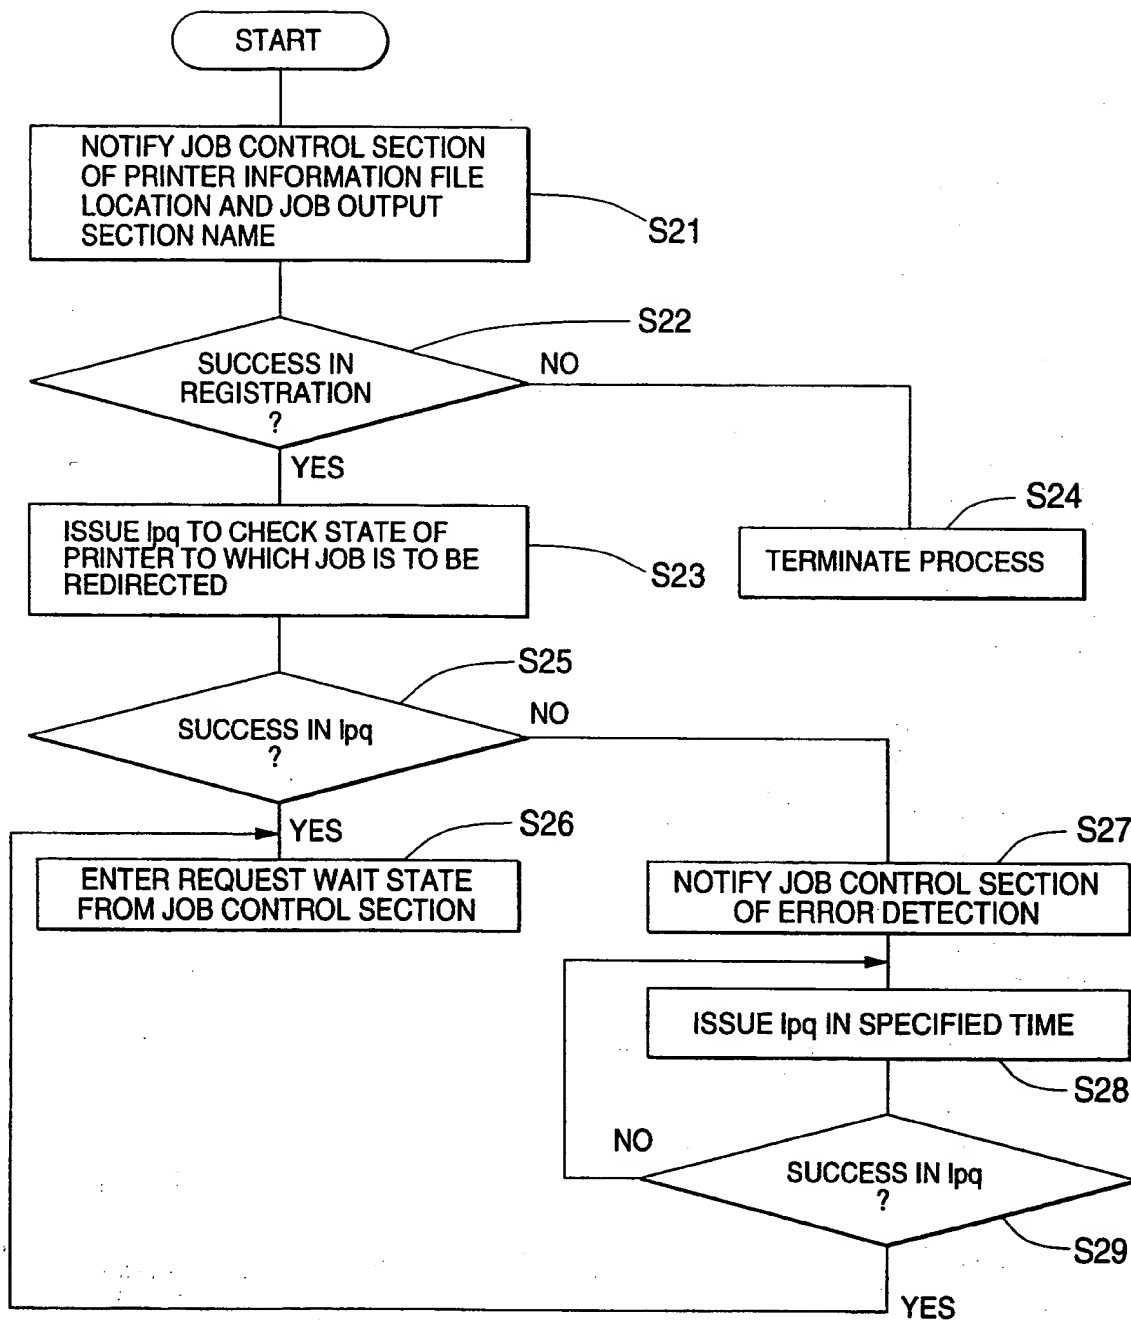 START
NOTIFY JOB CONTROL SECTION
OF PRINTER INFORMATION FILE
LOCATION AND JOB OUTPUT
SECTION NAME
S21
S22
SUCCESS IN
REGISTRATION
?
NO
YES
S24
ISSUE lpq TO CHECK STATE OF
PRINTER TO WHICH JOB IS TO BE
REDIRECTED
S23
TERMINATE PROCESS
S25
SUCCESS IN lpq
?
NO
YES
S26
ENTER REQUEST WAIT STATE
FROM JOB CONTROL SECTION
S27
NOTIFY JOB CONTROL SECTION
OF ERROR DETECTION
ISSUE lpq IN SPECIFIED TIME
S28
NO
SUCCESS IN lpq
?
S29
YES